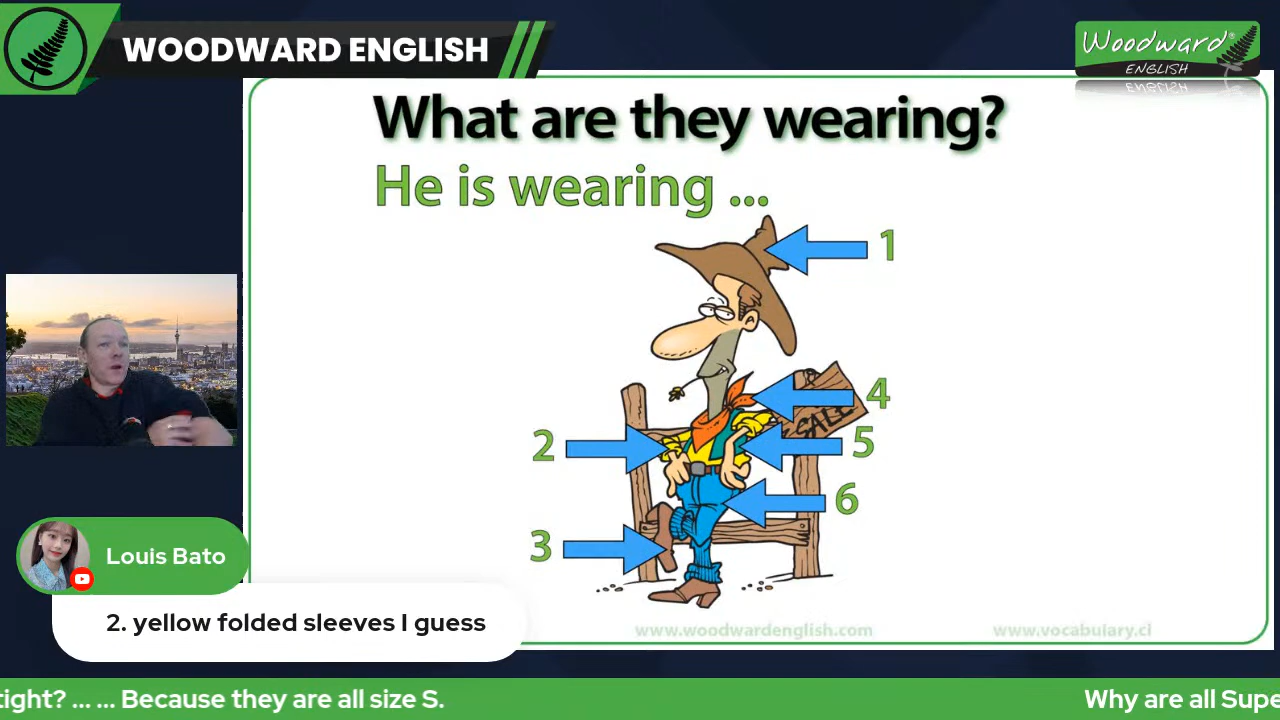 WOODWARD ENGLISH
Woodward®
ENGLISH
What are they wearing?
He is wearing ...
1
4
SALE
2
5
6
3
Louis Bato
2. yellow folded sleeves I guess
www.woodwardenglish.com
www.vocabulary.cl
tight? ... ... Because they are all size S.
Why are all Supe